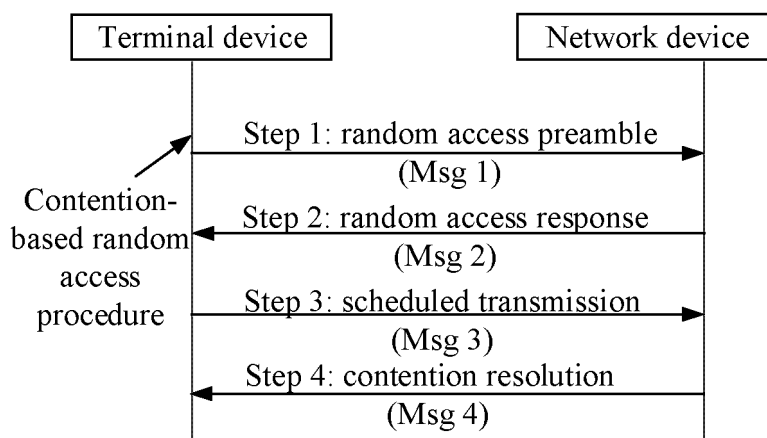 Terminal device
Network device
Step 1: random access preamble
(Msg 1)
Contention-
based random
access
procedure
Step 2: random access response
(Msg 2)
Step 3: scheduled transmission
(Msg 3)
Step 4: contention resolution
(Msg 4)